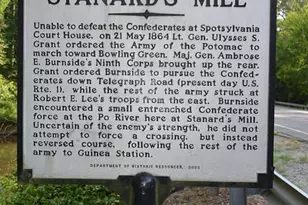 STANARD'S MILL
Unable to defeat the Confederates at Spotsylvania
Court House, on 21 May 1864 Lt. Gen. Ulysses S.
Grant ordered the Army of the Potomac to
march toward Bowling Green. Maj. Gen. Ambrose
E. Burnside's Ninth Corps brought up the rear.
Grant ordered Burnside to pursue the Confed-
erates down Telegraph Road (present day U.S.
Rte. 1), while the rest of the army struck at
Robert E. Lee's troops from the east. Burnside
encountered a small entrenched Confederate
force at the Po River here at Stanard's Mill.
Uncertain of the enemy's strength, he did not
attempt to force a crossing, but instead
reversed course, following the rest of the
army to Guinea Station.
DEPARTMENT OF HISTORIC RESOURCES, 2002